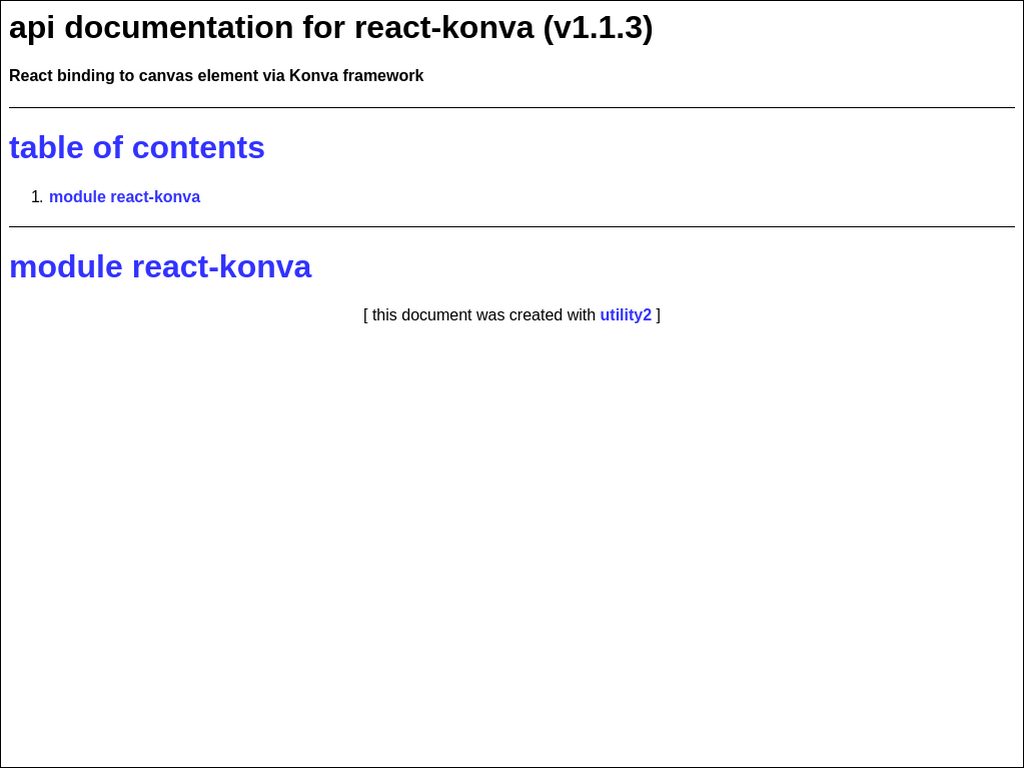 api documentation for react-konva (v1.1.3)
React binding to canvas element via Konva framework
table of contents
1. module react-konva
module react-konva
[ this document was created with utility2 ]